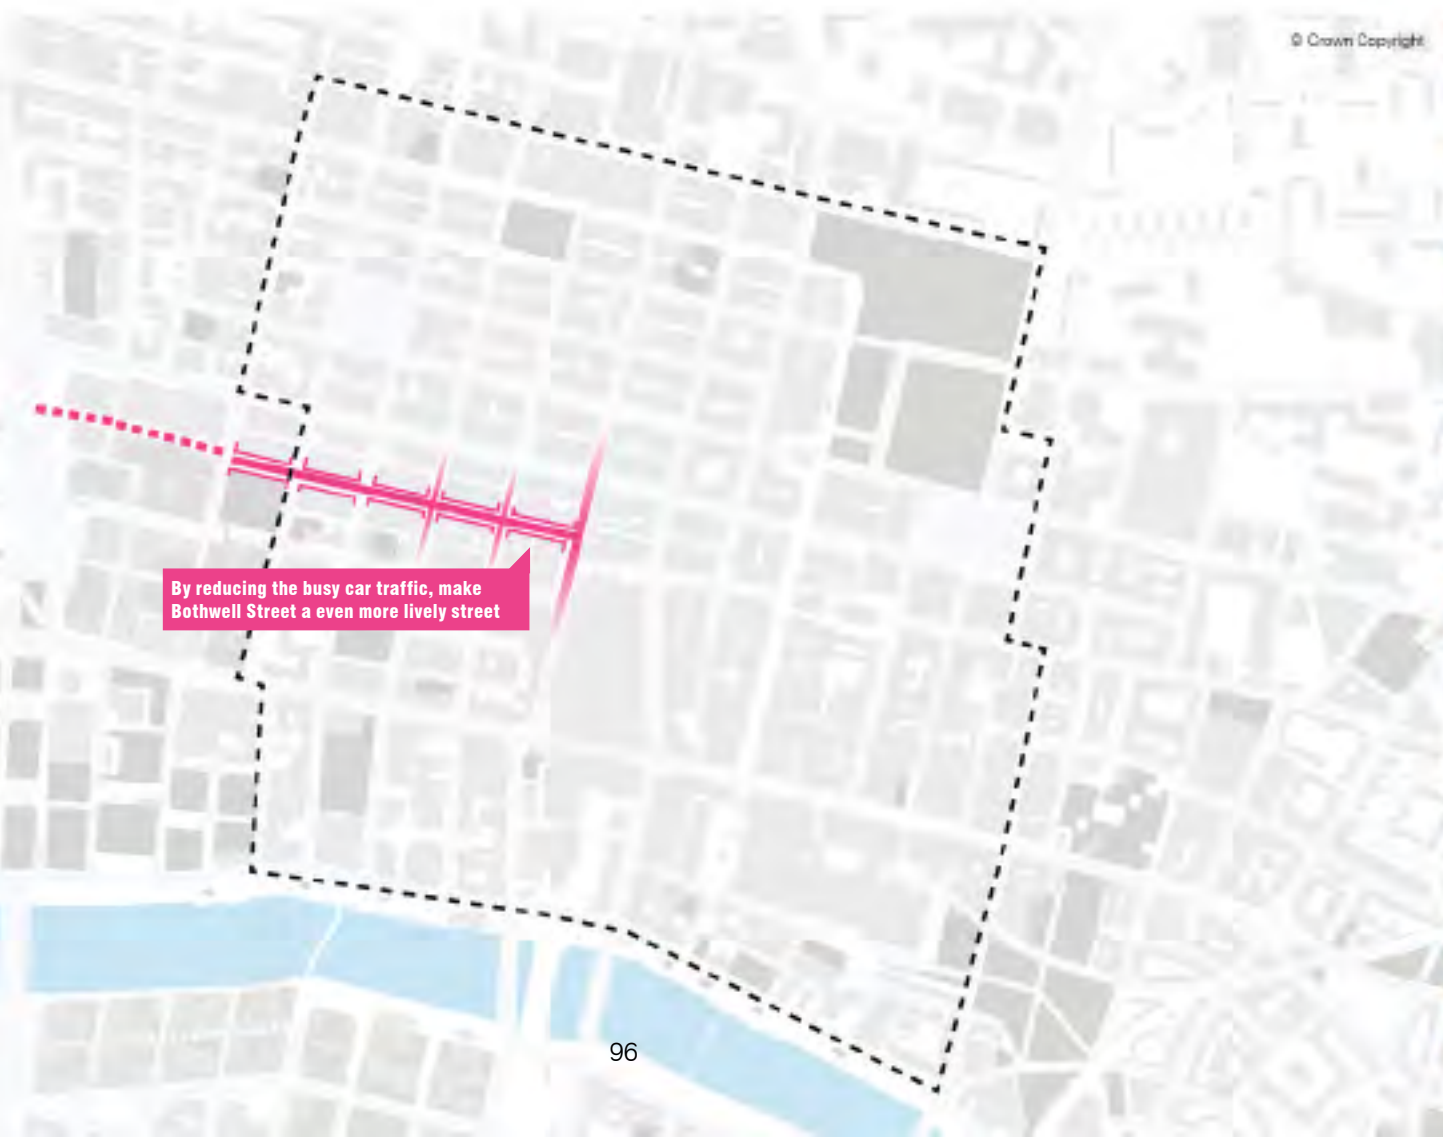 © Crown Copyright
By reducing the busy car traffic, make
Bothwell Street a even more lively street
96